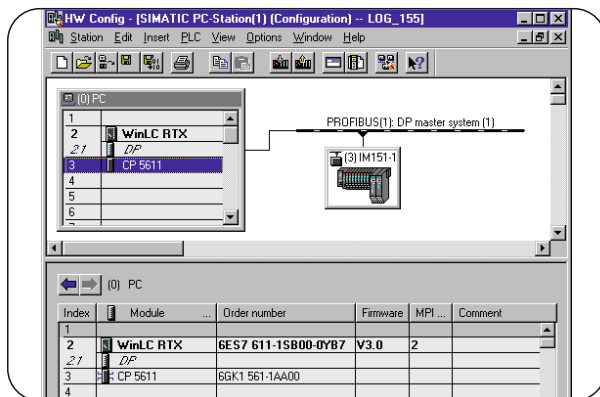 HW Config - [SIMATIC PC-Station(1) (Configuration) -- LOG_155]
Station Edit Insert PLC View Options Window Help
(0) PC
1
2 WinLC RTX
2.1 DP
3 CP 5611
4
5
6
PROFIBUS(1): DP master system (1)
(3) IM151-1
(0) PC
Index Module ... Order number Firmware MPI ... Comment
1
2 WinLC RTX 6ES7 611-1SB00-0YB7 V3.0 2
2.1 DP
3 CP 5611 6GK1 561-1AA00
4